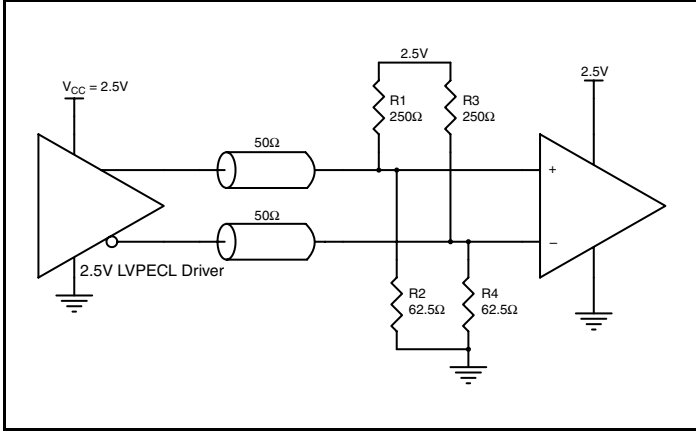 2.5V
V_CC = 2.5V
2.5V
R1
250Ω
R3
250Ω
50Ω
+
50Ω
–
2.5V LVPECL Driver
R2
62.5Ω
R4
62.5Ω